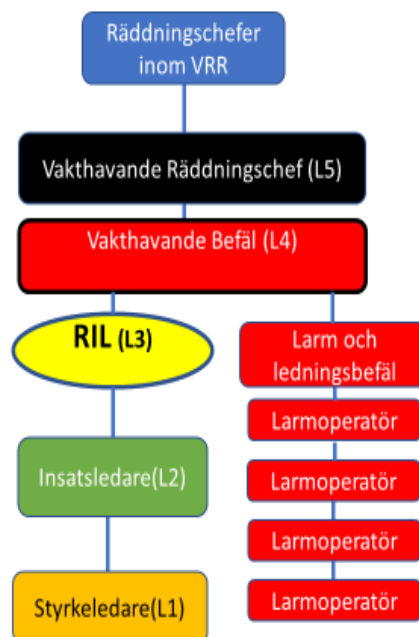 Räddningschefer
inom VRR
Vakthavande Räddningschef (L5)
Vakthavande Befäl (L4)
RIL (L3)
Larm och
ledningsbefäl
Larmoperatör
Insatsledare(L2)
Larmoperatör
Larmoperatör
Styrkeledare(L1)
Larmoperatör